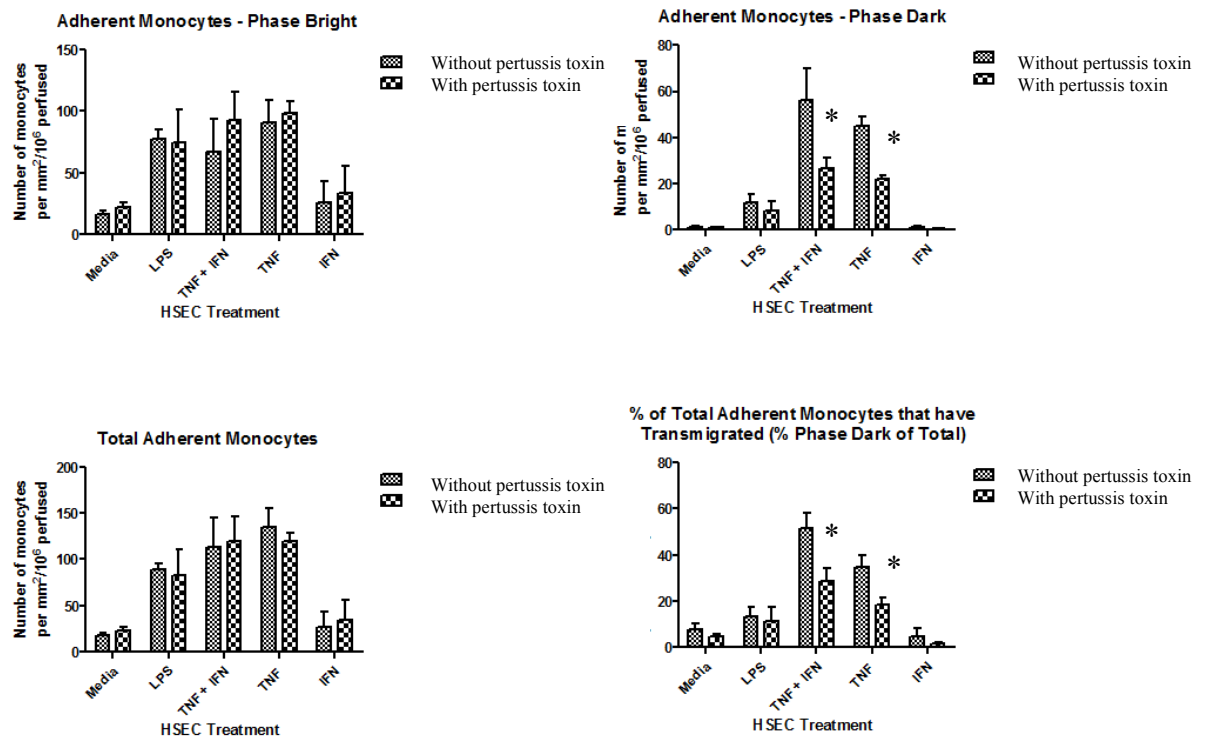 Adherent Monocytes - Phase Bright
Number of monocytes
per mm²/10⁶ perfused
150
100
50
0
Media
LPS
TNF + IFN
TNF
IFN
HSEC Treatment
Without pertussis toxin
With pertussis toxin
Adherent Monocytes - Phase Dark
Number of m
per mm²/10⁶ perfused
80
60
40
20
0
*
*
Media
LPS
TNF + IFN
TNF
IFN
HSEC Treatment
Without pertussis toxin
With pertussis toxin
Total Adherent Monocytes
Number of monocytes
per mm²/10⁶ perfused
200
150
100
50
0
Media
LPS
TNF + IFN
TNF
IFN
HSEC Treatment
Without pertussis toxin
With pertussis toxin
% of Total Adherent Monocytes that have
Transmigrated (% Phase Dark of Total)
80
60
40
20
0
*
*
Media
LPS
TNF + IFN
TNF
IFN
HSEC Treatment
Without pertussis toxin
With pertussis toxin